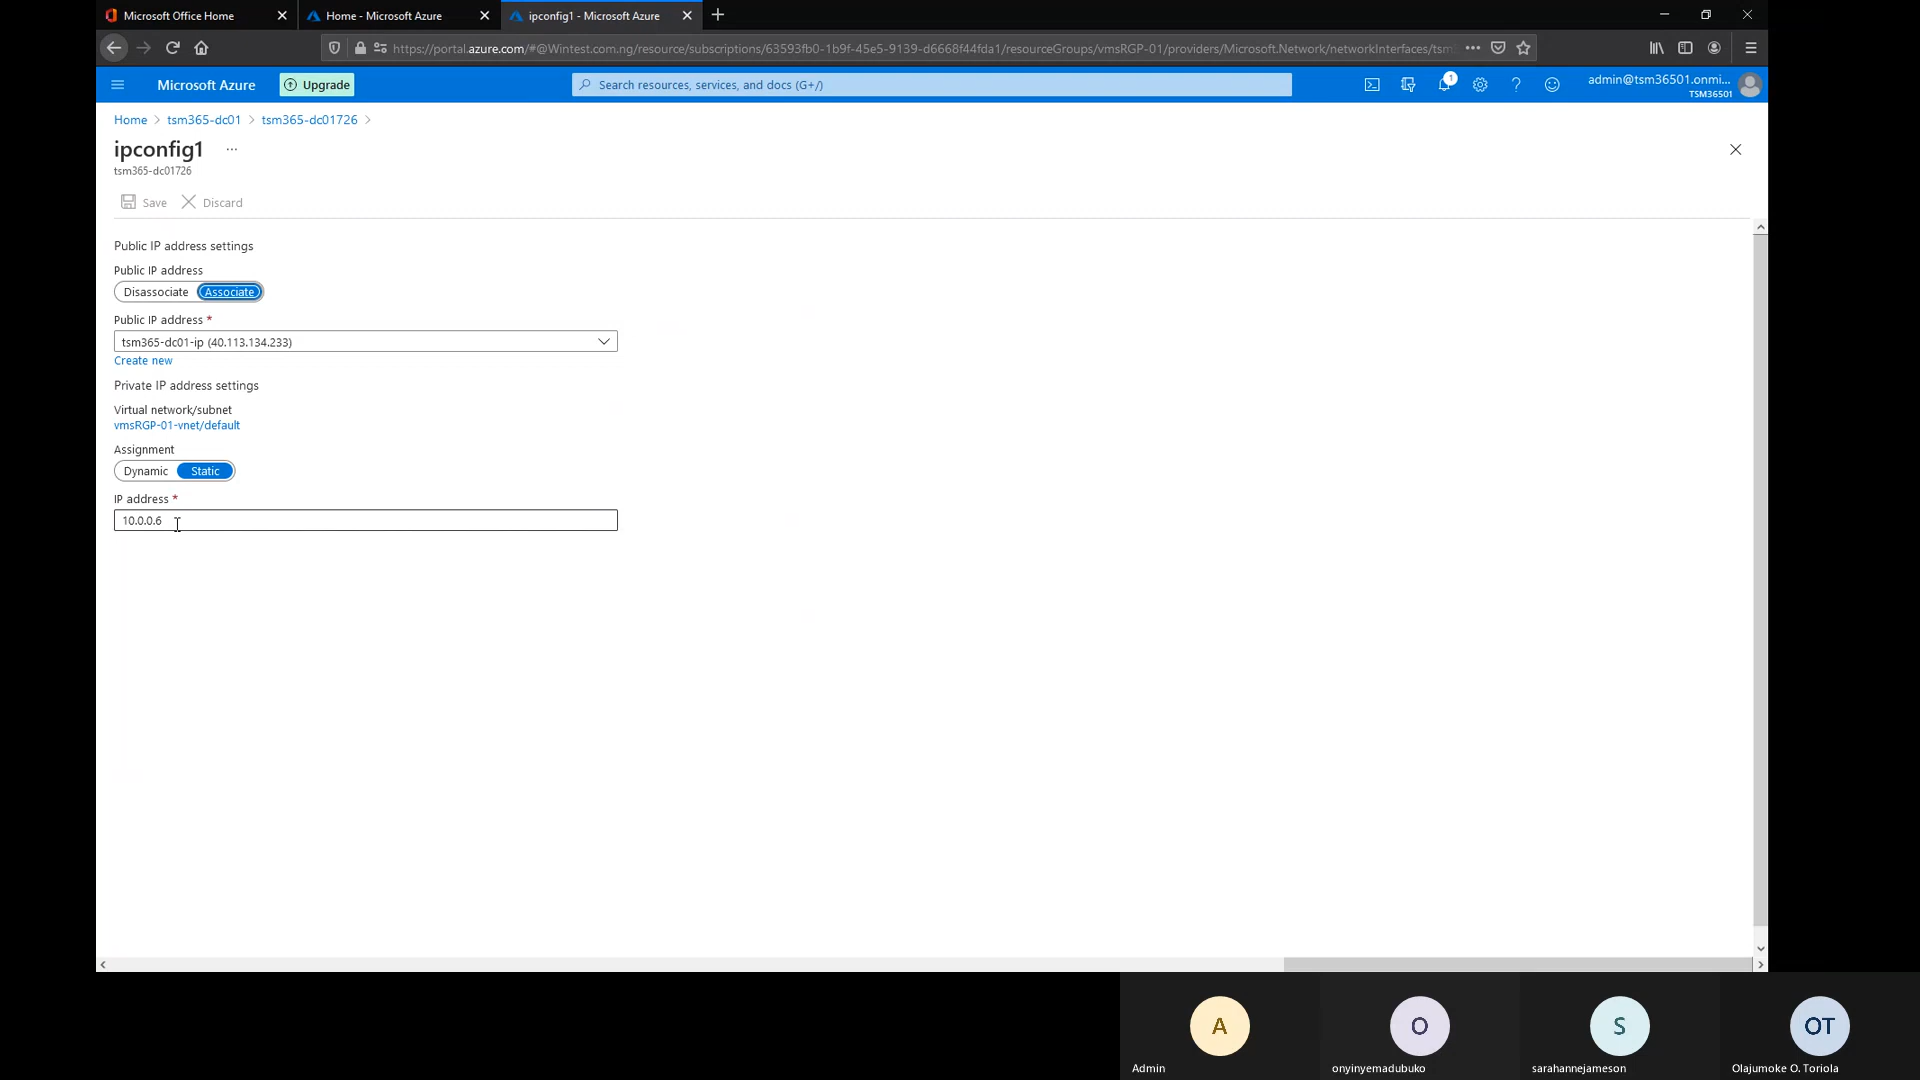 Microsoft Office Home
Home - Microsoft Azure
ipconfig1 - Microsoft Azure
https://portal.azure.com/#@Wintest.com.ng/resource/subscriptions/63593fb0-1b9f-45e5-9139-d6668f44fda1/resourceGroups/vmsRGP-01/providers/Microsoft.Network/networkInterfaces/tsm
Microsoft Azure
Upgrade
Search resources, services, and docs (G+/)
1
admin@tsm36501.onmi...
TSM36501
Home > tsm365-dc01 > tsm365-dc01726 >
ipconfig1 ...
tsm365-dc01726
Save
Discard
Public IP address settings
Public IP address
Disassociate Associate
Public IP address *
tsm365-dc01-ip (40.113.134.233)
Create new
Private IP address settings
Virtual network/subnet
vmsRGP-01-vnet/default
Assignment
Dynamic Static
IP address *
10.0.0.6
A
O
S
OT
Admin
onyinyemadubuko
sarahannejameson
Olajumoke O. Toriola